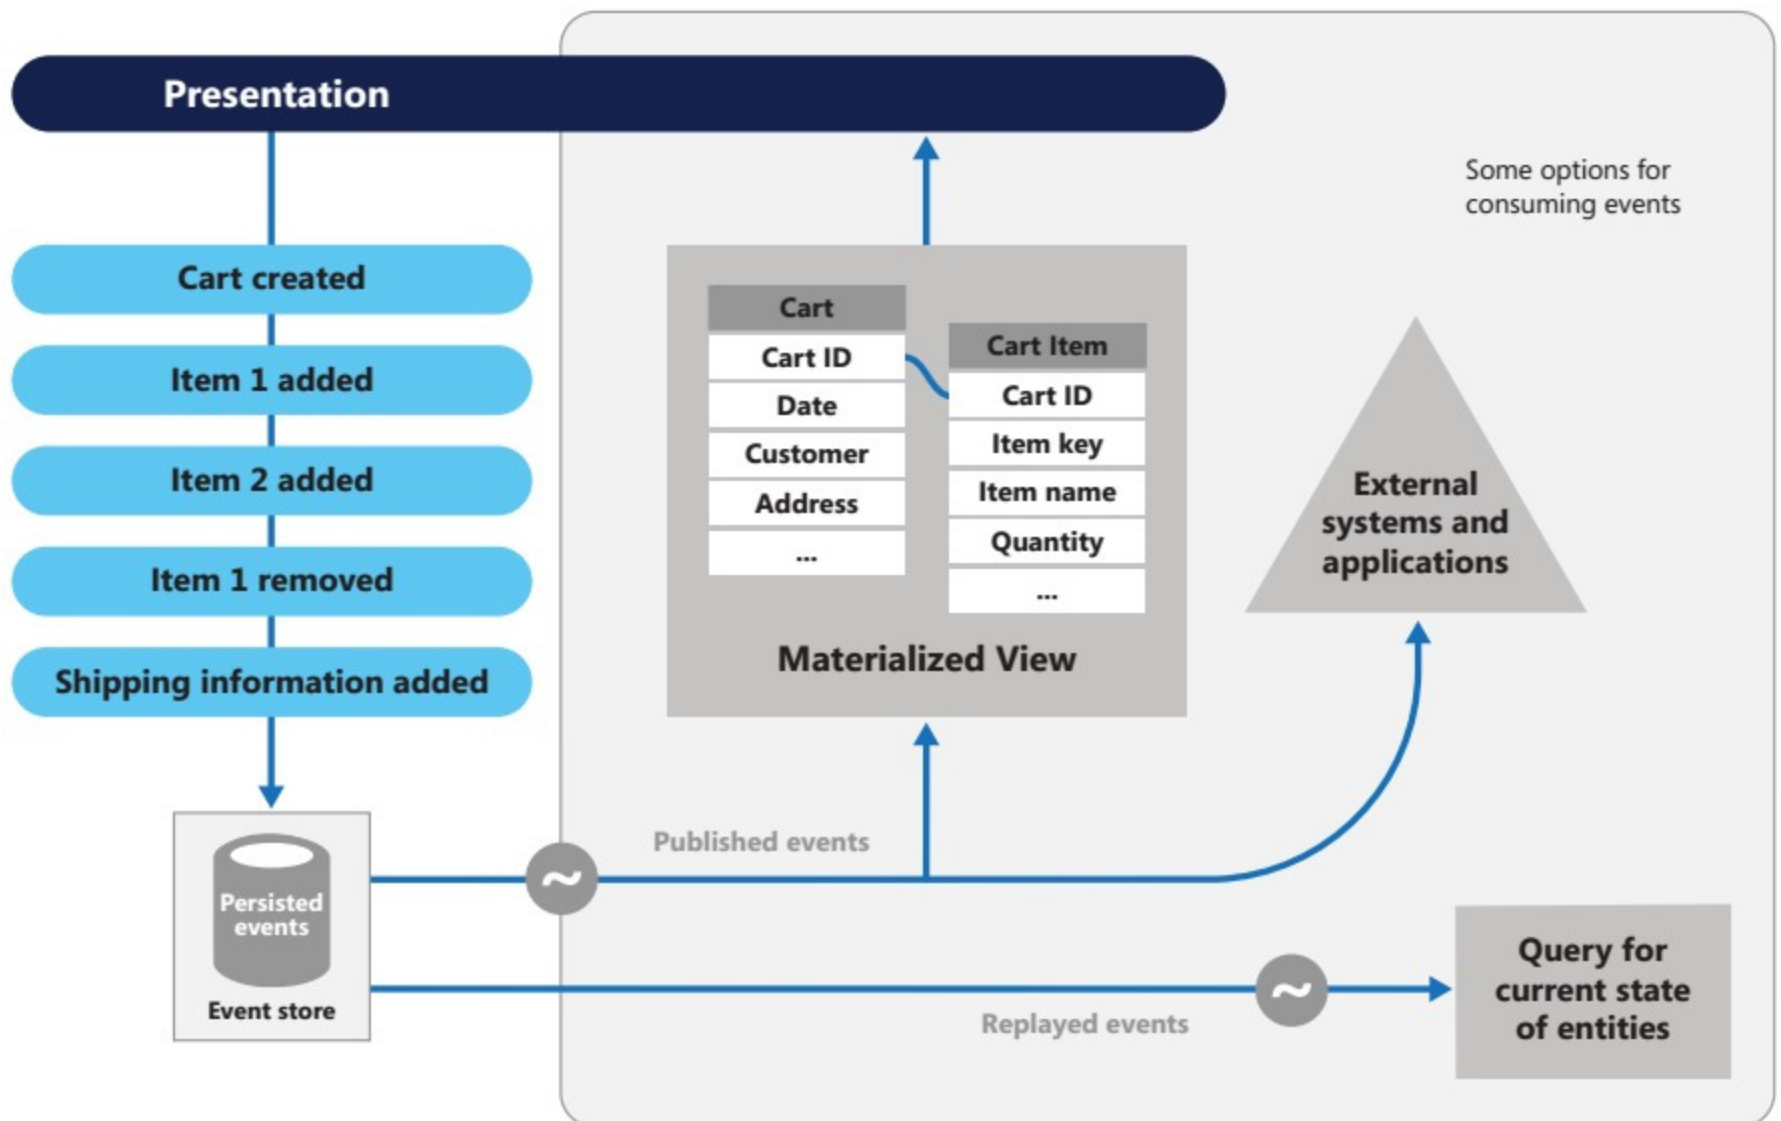 Presentation
Some options for
consuming events
Cart created
Item 1 added
Item 2 added
Item 1 removed
Shipping information added
Cart
Cart ID
Date
Customer
Address
...
Cart Item
Cart ID
Item key
Item name
Quantity
...
Materialized View
External
systems and
applications
Published events
~
Persisted
events
Event store
~
Replayed events
Query for
current state
of entities